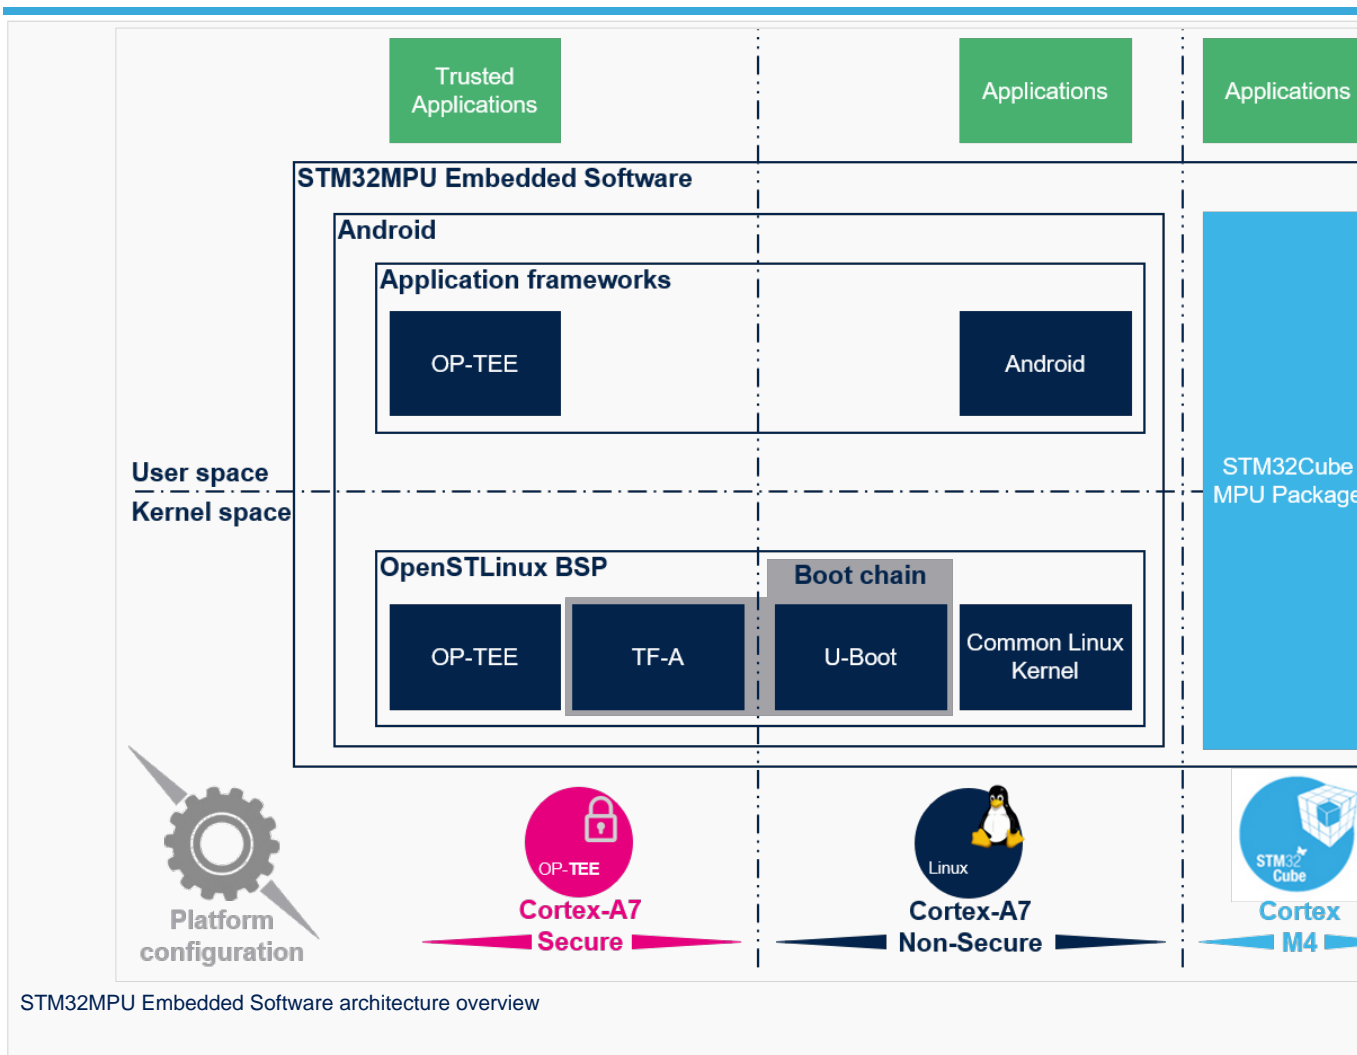 Trusted
Applications
Applications
Applications
STM32MPU Embedded Software
Android
Application frameworks
OP-TEE
Android
User space
Kernel space
STM32Cube
MPU Package
OpenSTLinux BSP
Boot chain
OP-TEE
TF-A
U-Boot
Common Linux
Kernel
OP-TEE
Linux
STM32
Cube
Platform
configuration
Cortex-A7
Secure
Cortex-A7
Non-Secure
Cortex
M4
STM32MPU Embedded Software architecture overview